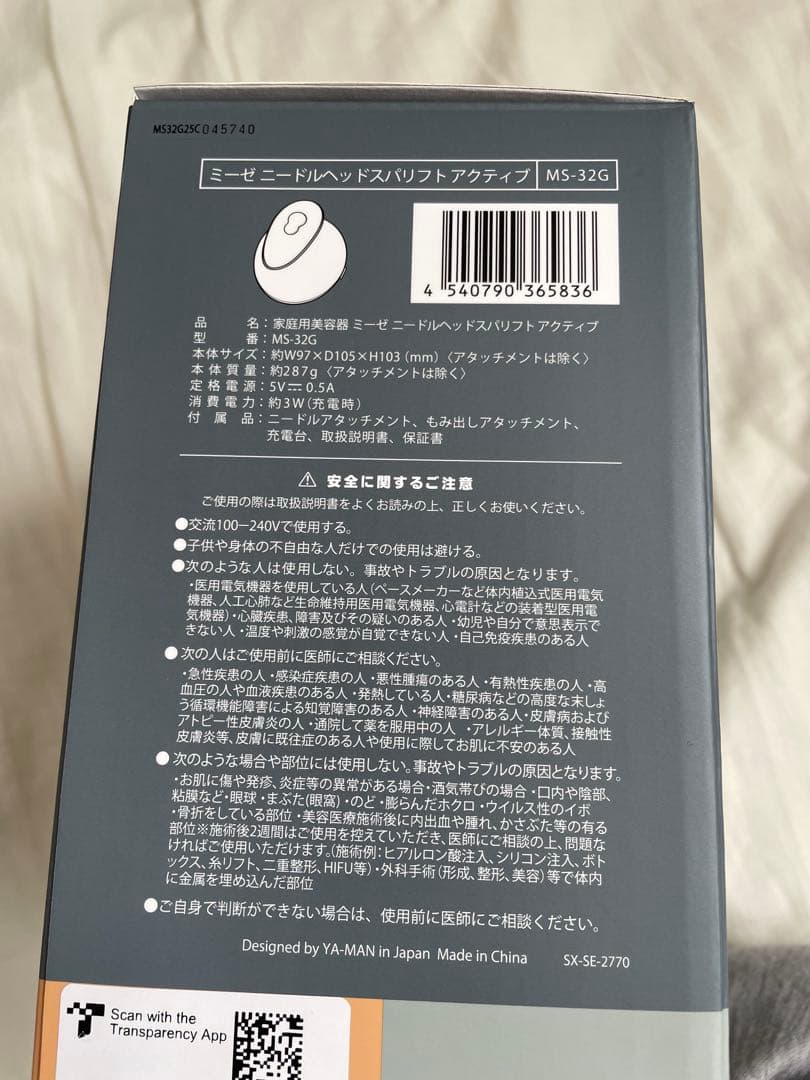 MS32G25C045740
ミーゼ ニードルヘッドスパリフト アクティブ MS-32G
4 540790 365836
品名：家庭用美容器 ミーゼ ニードルヘッドスパリフト アクティブ
型番：MS-32G
本体サイズ：約W97×D105×H103（mm）〈アタッチメントは除く〉
本体質量：約287g〈アタッチメントは除く〉
定格電源：5V⎓0.5A
消費電力：約3W（充電時）
付属品：ニードルアタッチメント、もみ出しアタッチメント、
充電台、取扱説明書、保証書
⚠ 安全に関するご注意
ご使用の際は取扱説明書をよくお読みの上、正しくお使いください。
●交流100－240Vで使用する。
●子供や身体の不自由な人だけでの使用は避ける。
●次のような人は使用しない。事故やトラブルの原因となります。
・医用電気機器を使用している人（ペースメーカーなど体内植込式医用電気
機器、人工心肺など生命維持用医用電気機器、心電計などの装着型医用電
気機器）・心臓疾患、障害及びその疑いのある人・幼児や自分で意思表示で
きない人・温度や刺激の感覚が自覚できない人・自己免疫疾患のある人
●次の人はご使用前に医師にご相談ください。
・急性疾患の人・感染症疾患の人・悪性腫瘍のある人・有熱性疾患の人・高
血圧の人や血液疾患のある人・発熱している人・糖尿病などの高度な末しょ
う循環機能障害による知覚障害のある人・神経障害のある人・皮膚病および
アトピー性皮膚炎の人・通院して薬を服用中の人 ・アレルギー体質、接触性
皮膚炎等、皮膚に既往症のある人や使用に際してお肌に不安のある人
●次のような場合や部位には使用しない。事故やトラブルの原因となります。
・お肌に傷や発疹、炎症等の異常がある場合・酒気帯びの場合・口内や陰部、
粘膜など・眼球・まぶた（眼窩）・のど・膨らんだホクロ・ウイルス性のイボ
・骨折をしている部位・美容医療施術後に内出血や腫れ、かさぶた等の有る
部位※施術後2週間はご使用を控えていただき、医師にご相談の上、問題な
ければご使用いただけます。（施術例：ヒアルロン酸注入、シリコン注入、ボト
ックス、糸リフト、二重整形、HIFU等）・外科手術（形成、整形、美容）等で体内
に金属を埋め込んだ部位
●ご自身で判断ができない場合は、使用前に医師にご相談ください。
Designed by YA-MAN in Japan Made in China SX-SE-2770
Scan with the
Transparency App